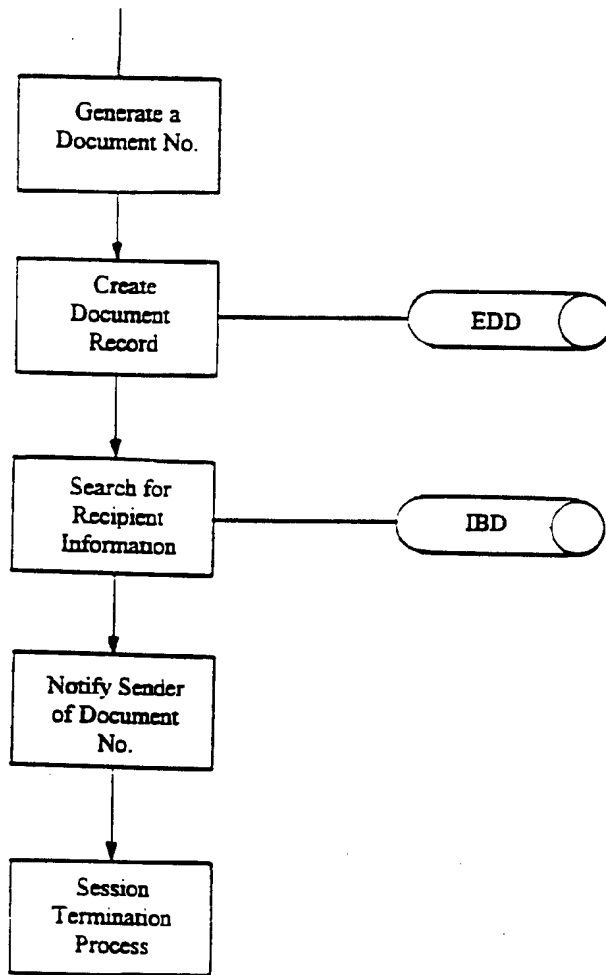 Generate a
Document No.
Create
Document
Record
EDD
Search for
Recipient
Information
IBD
Notify Sender
of Document
No.
Session
Termination
Process